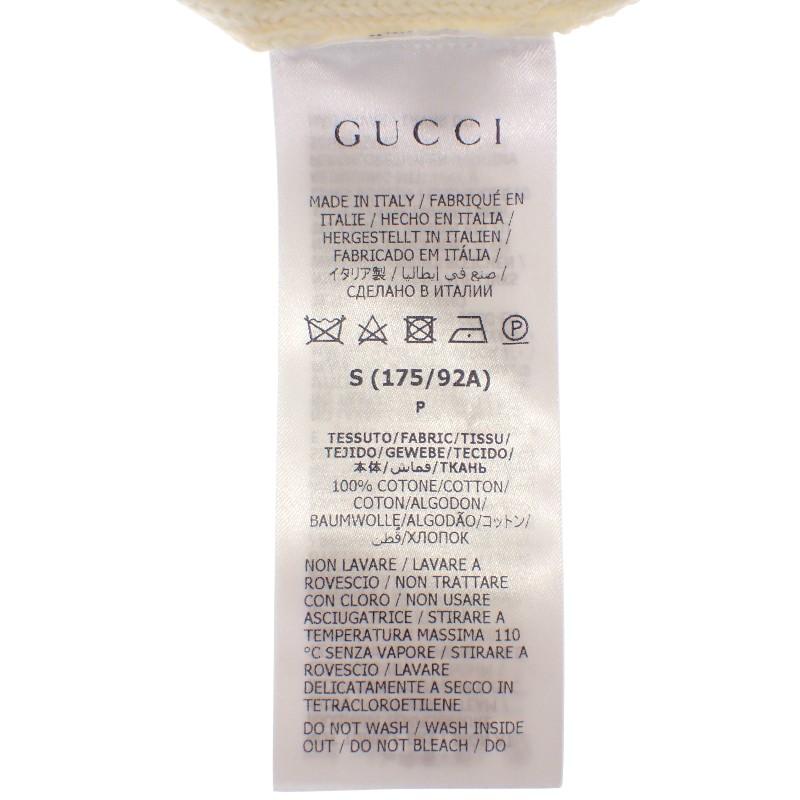 GUCCI
MADE IN ITALY / FABRIQUÉ EN
ITALIE / HECHO EN ITALIA /
HERGESTELLT IN ITALIEN /
FABRICADO EM ITÁLIA /
イタリア製 / صنع في إيطاليا /
СДЕЛАНО В ИТАЛИИ
P
S (175/92A)
P
TESSUTO/FABRIC/TISSU/
TEJIDO/GEWEBE/TECIDO/
本体/قماش/ТКАНЬ
100% COTONE/COTTON/
COTON/ALGODON/
BAUMWOLLE/ALGODÃO/コットン/
قُطن/ХЛОПОК
NON LAVARE / LAVARE A
ROVESCIO / NON TRATTARE
CON CLORO / NON USARE
ASCIUGATRICE / STIRARE A
TEMPERATURA MASSIMA 110
°C SENZA VAPORE / STIRARE A
ROVESCIO / LAVARE
DELICATAMENTE A SECCO IN
TETRACLOROETILENE
DO NOT WASH / WASH INSIDE
OUT / DO NOT BLEACH / DO